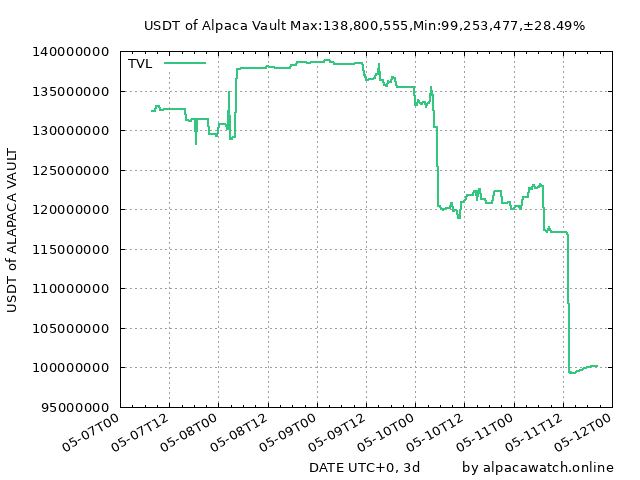 USDT of Alpaca Vault Max:138,800,555,Min:99,253,477,±28.49%
TVL
140000000
135000000
130000000
125000000
120000000
115000000
110000000
105000000
100000000
95000000
USDT of ALAPACA VAULT
05-07T00
05-07T12
05-08T00
05-08T12
05-09T00
05-09T12
05-10T00
05-10T12
05-11T00
05-11T12
05-12T00
DATE UTC+0, 3d
by alpacawatch.online